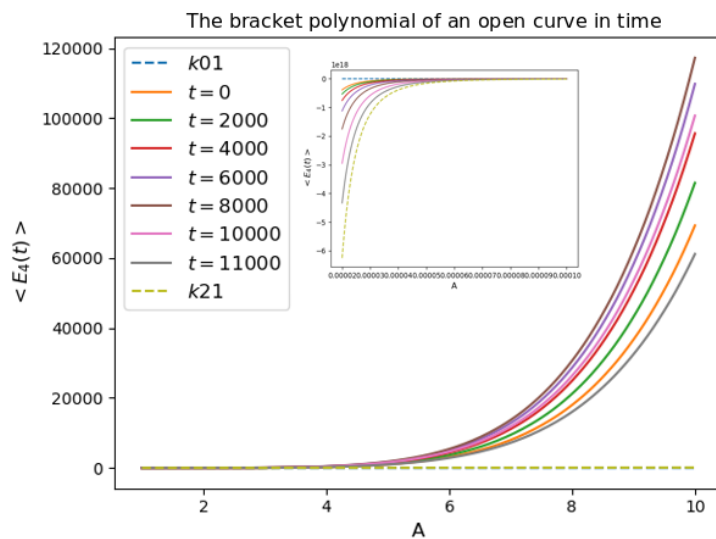 The bracket polynomial of an open curve in time
120000
100000
80000
60000
40000
20000
0
< E4(t) >
k01
t = 0
t = 2000
t = 4000
t = 6000
t = 8000
t = 10000
t = 11000
k21
1e18
0
−1
−2
−3
−4
−5
−6
< E4(t) >
A
2
4
6
8
10
A